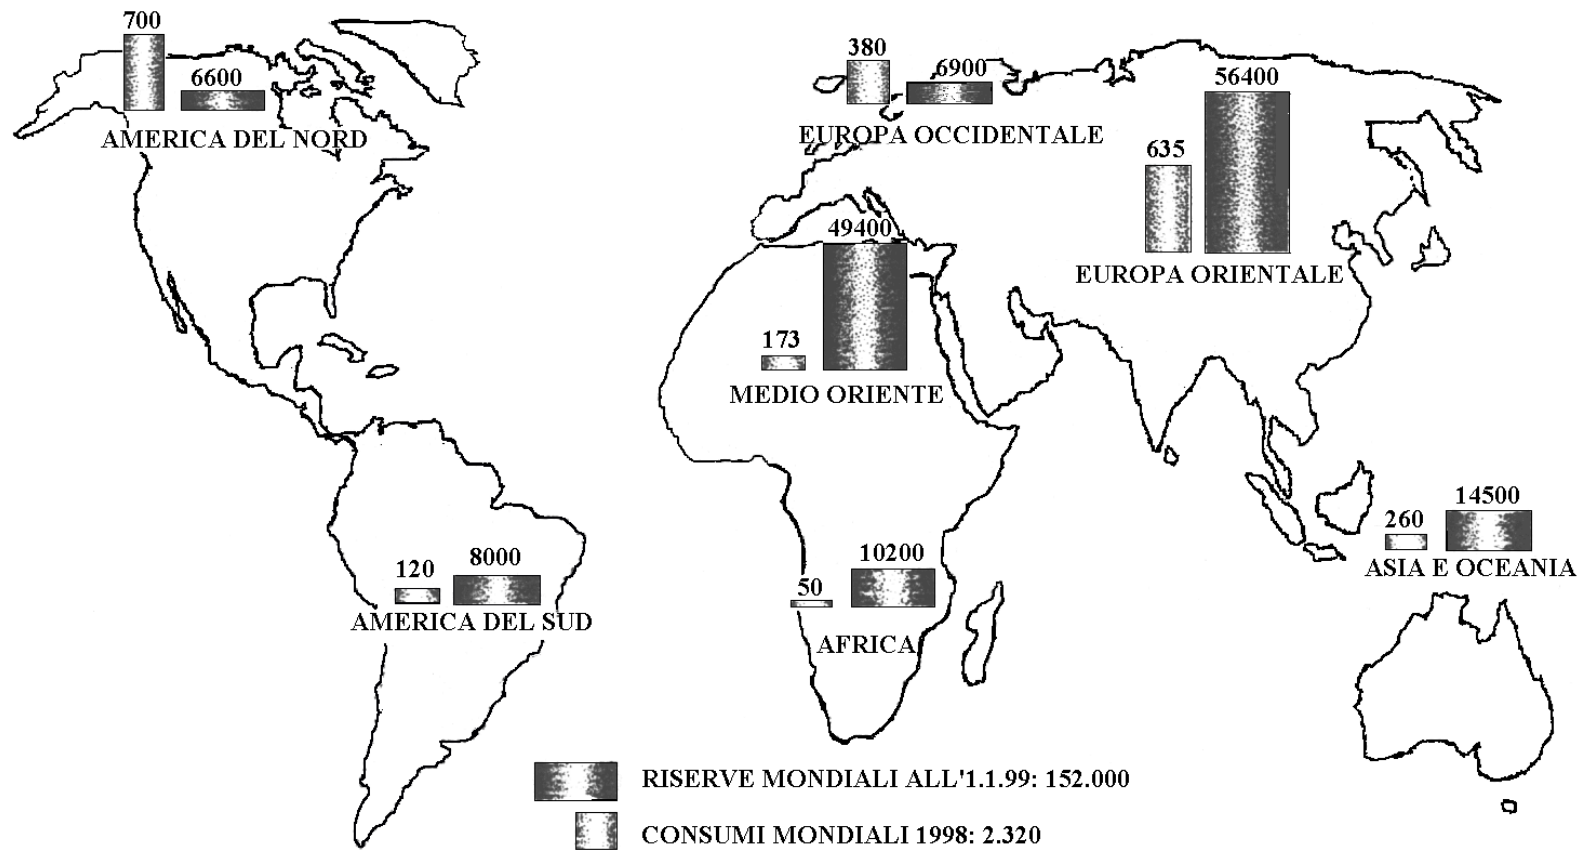 700
6600
AMERICA DEL NORD
380
6900
EUROPA OCCIDENTALE
56400
635
EUROPA ORIENTALE
49400
173
MEDIO ORIENTE
14500
260
ASIA E OCEANIA
120
8000
AMERICA DEL SUD
10200
50
AFRICA
RISERVE MONDIALI ALL'1.1.99: 152.000
CONSUMI MONDIALI 1998: 2.320